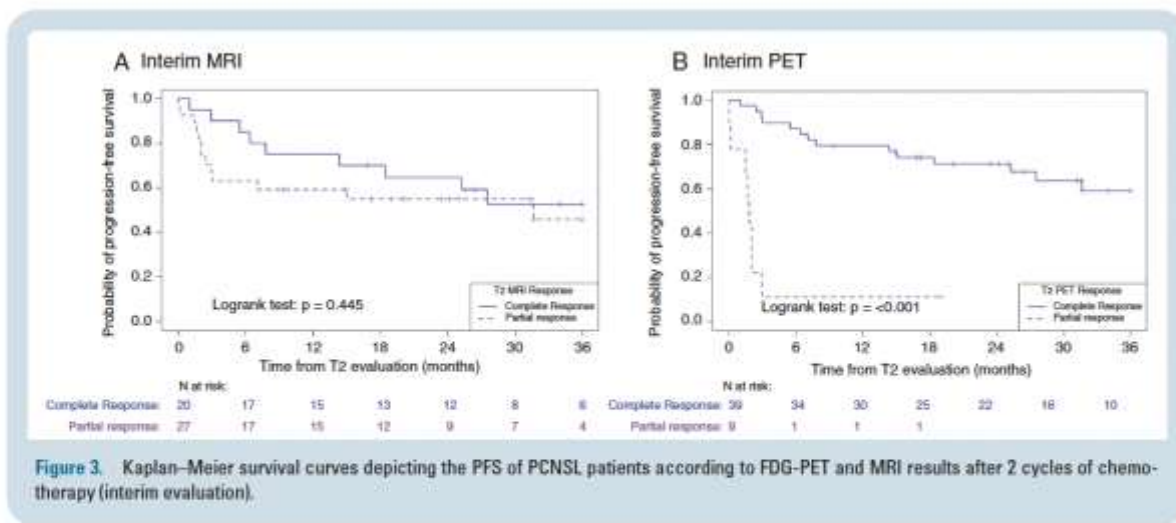 A Interim MRI
Probability of progression-free survival
1.0
0.8
0.6
0.4
0.2
0.0
Logrank test: p = 0.445
T2 MRI Response
Complete Response
Partial response
0 6 12 18 24 30 36
Time from T2 evaluation (months)
N at risk:
Complete Response: 20 17 15 13 12 8 6
Partial response: 27 17 15 12 9 7 4
B Interim PET
Probability of progression-free survival
1.0
0.8
0.6
0.4
0.2
0.0
Logrank test: p = <0.001
T2 PET Response
Complete Response
Partial response
0 6 12 18 24 30 36
Time from T2 evaluation (months)
N at risk:
Complete Response: 39 34 30 25 22 16 10
Partial response: 9 1 1 1
Figure 3. Kaplan–Meier survival curves depicting the PFS of PCNSL patients according to FDG-PET and MRI results after 2 cycles of chemo-
therapy (interim evaluation).